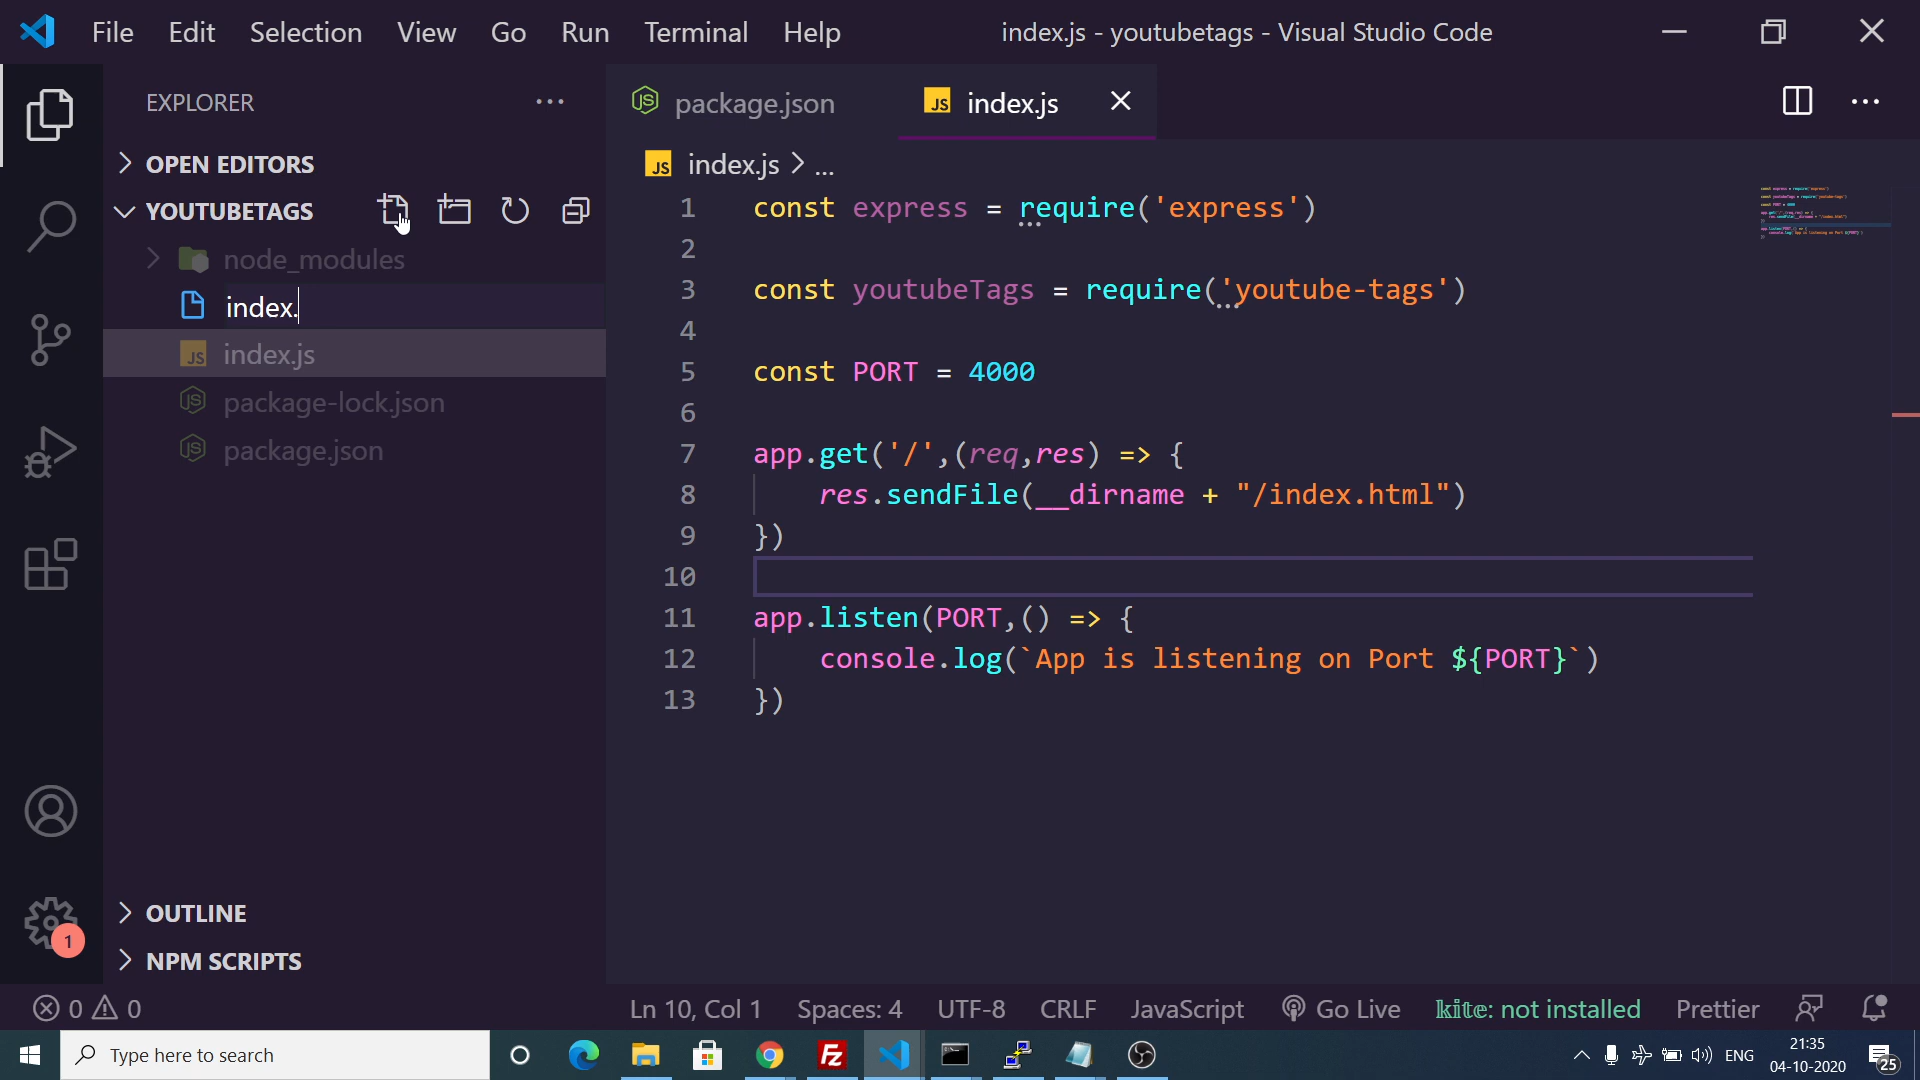 File Edit Selection View Go Run Terminal Help index.js - youtubetags - Visual Studio Code
EXPLORER
package.json
JS index.js
OPEN EDITORS
JS index.js > ...
YOUTUBETAGS
node_modules
index.
JS index.js
package-lock.json
package.json
OUTLINE
NPM SCRIPTS
1
1 const express = require('express')
2
3 const youtubeTags = require('youtube-tags')
4
5 const PORT = 4000
6
7 app.get('/',(req,res) => {
8 res.sendFile(__dirname + "/index.html")
9 })
10
11 app.listen(PORT,() => {
12 console.log(`App is listening on Port ${PORT}`)
13 })
0 0 Ln 10, Col 1 Spaces: 4 UTF-8 CRLF JavaScript Go Live kite: not installed Prettier
Type here to search
ENG
21:35
04-10-2020
25